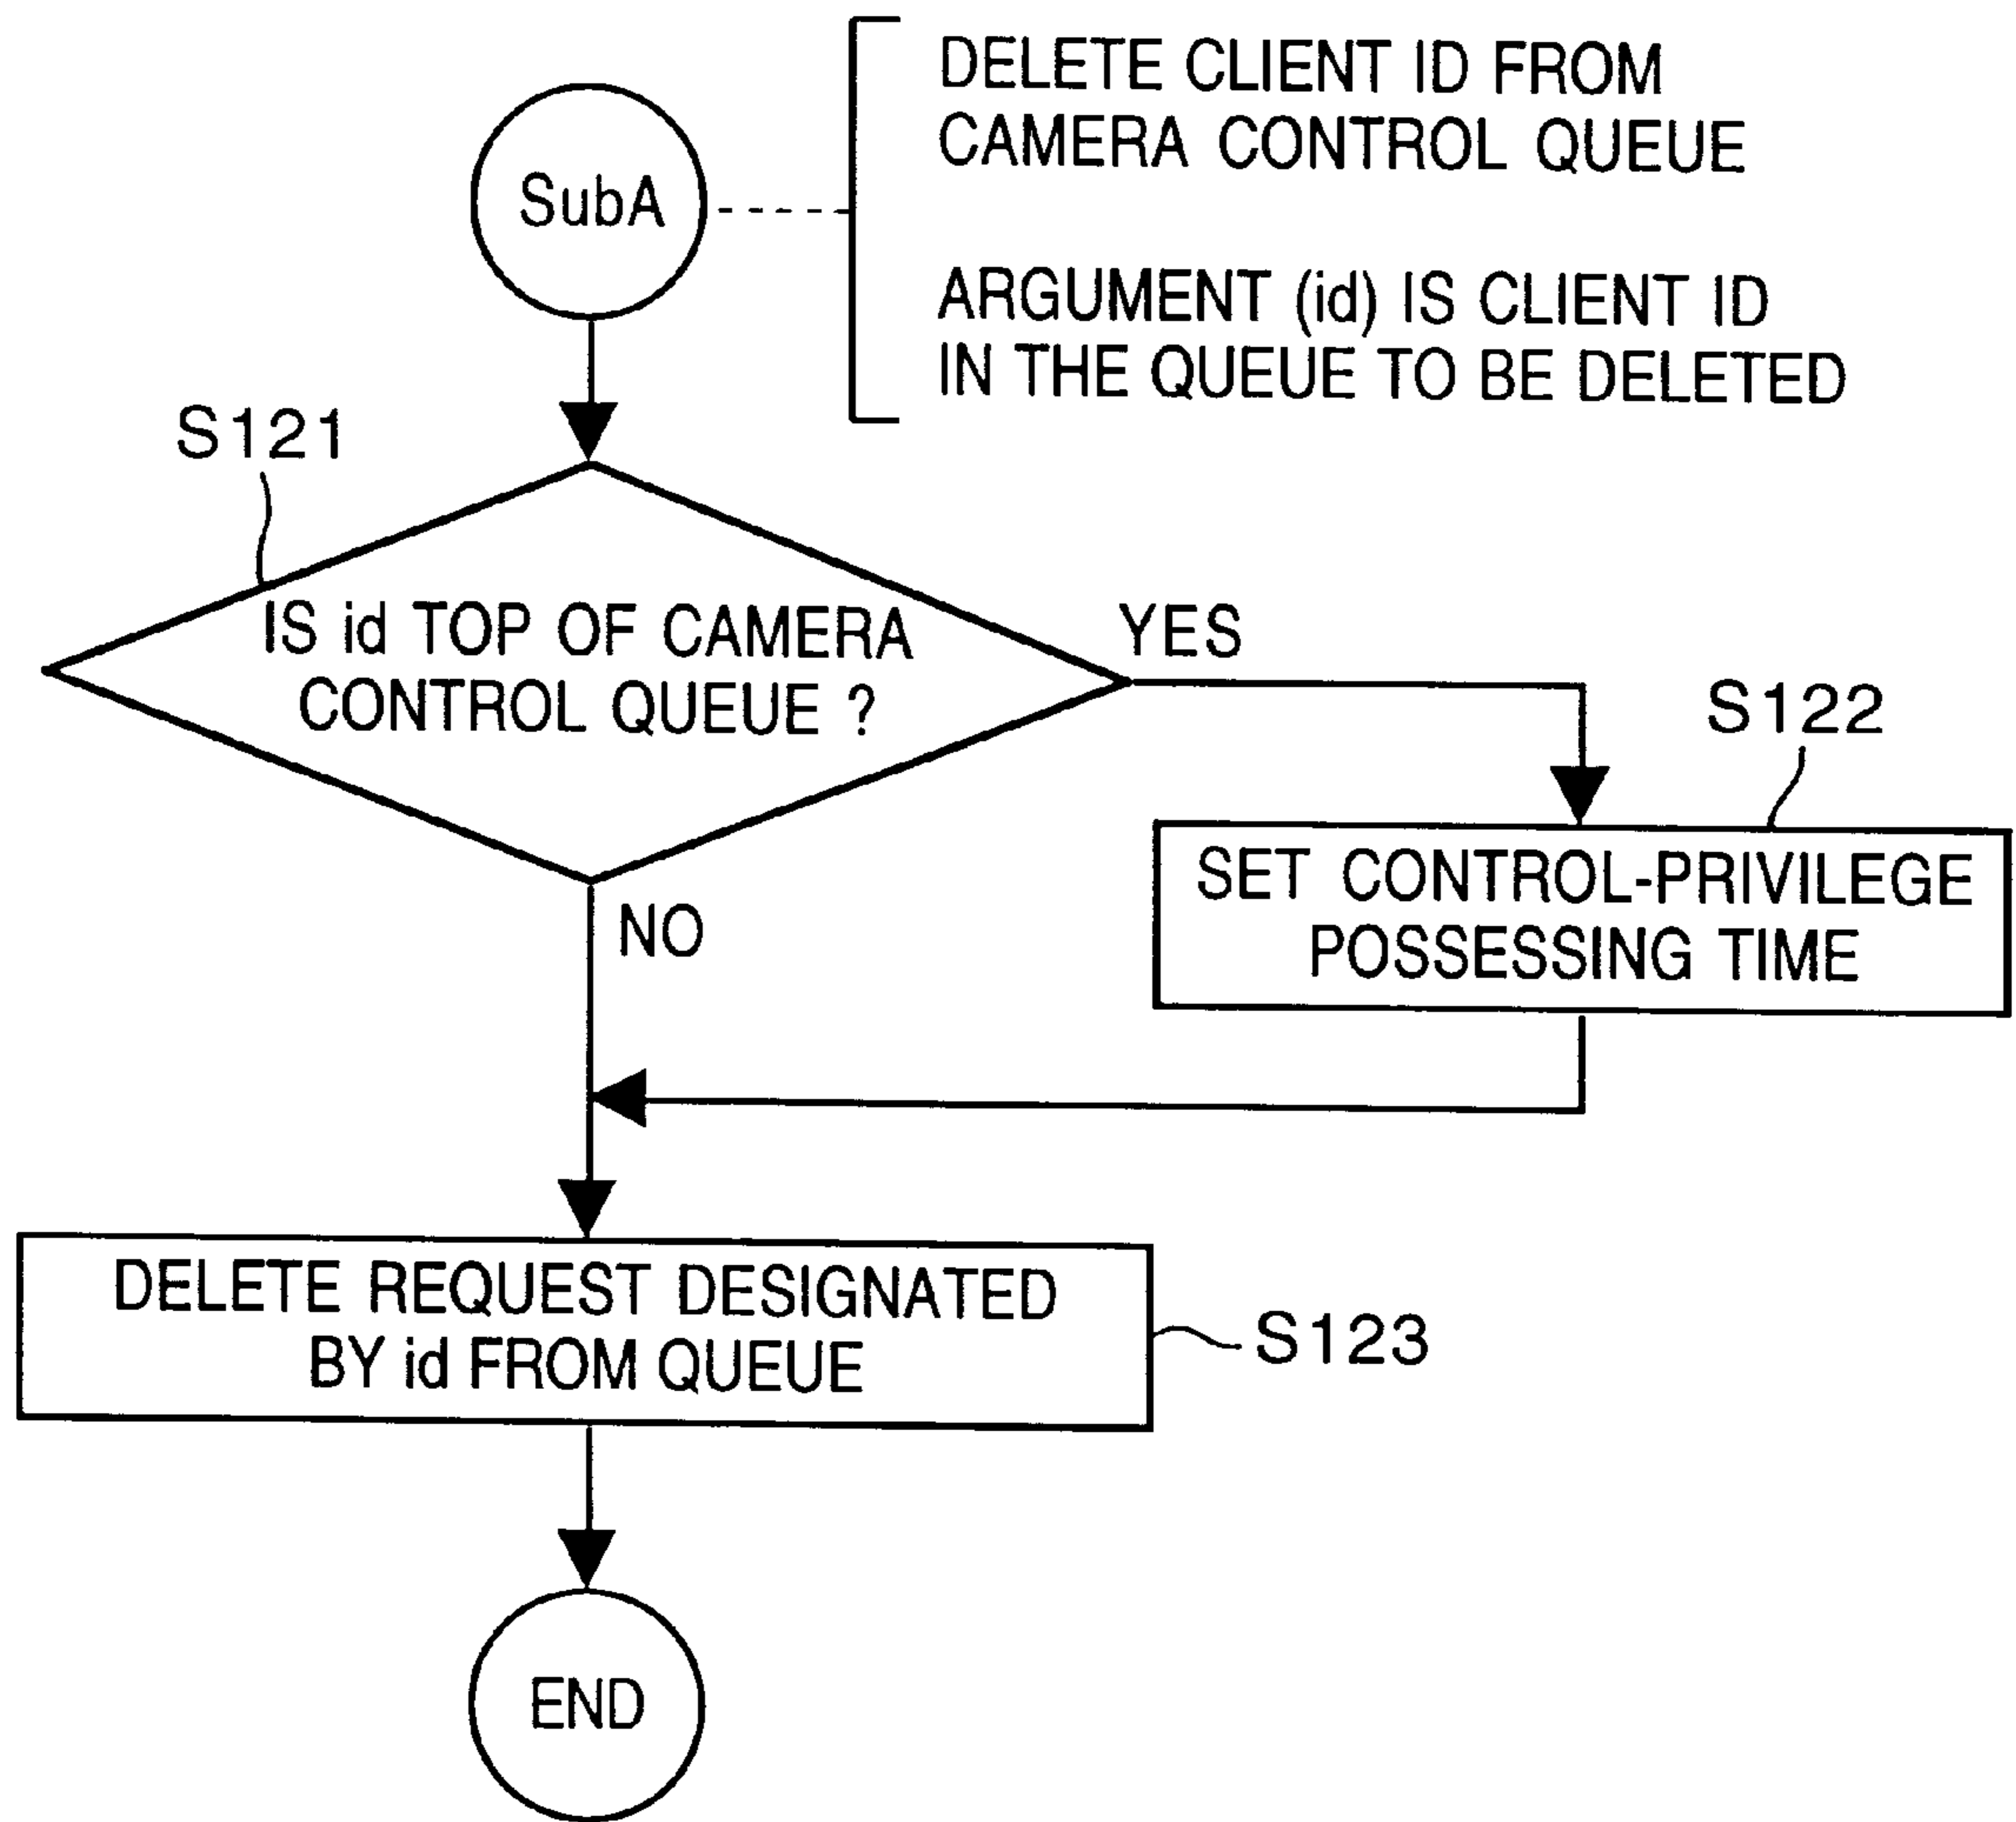 SubA
DELETE CLIENT ID FROM
CAMERA CONTROL QUEUE
ARGUMENT (id) IS CLIENT ID
IN THE QUEUE TO BE DELETED
S121
IS id TOP OF CAMERA
CONTROL QUEUE ?
YES
NO
S122
SET CONTROL-PRIVILEGE
POSSESSING TIME
DELETE REQUEST DESIGNATED
BY id FROM QUEUE
S123
END